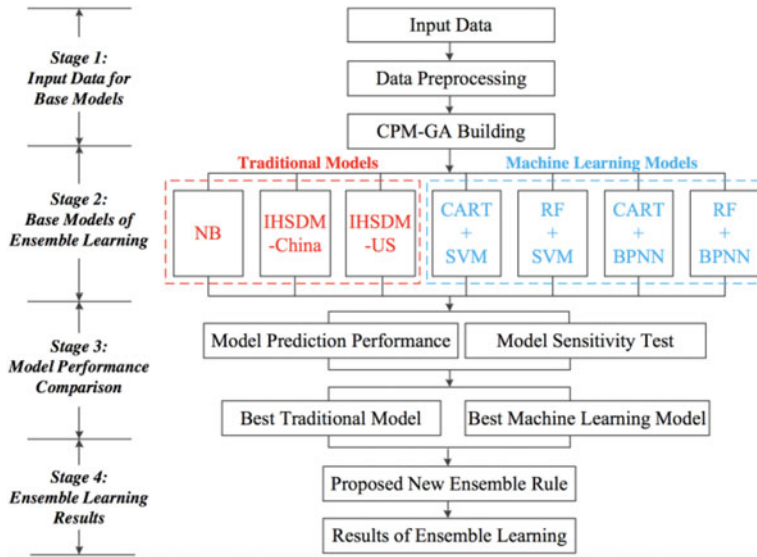 Stage 1:
Input Data for
Base Models
Input Data
Data Preprocessing
CPM-GA Building
Stage 2:
Base Models of
Ensemble Learning
Traditional Models
Machine Learning Models
NB
IHSDM
-China
IHSDM
-US
CART
+
SVM
RF
+
SVM
CART
+
BPNN
RF
+
BPNN
Stage 3:
Model Performance
Comparison
Model Prediction Performance
Model Sensitivity Test
Best Traditional Model
Best Machine Learning Model
Stage 4:
Ensemble Learning
Results
Proposed New Ensemble Rule
Results of Ensemble Learning